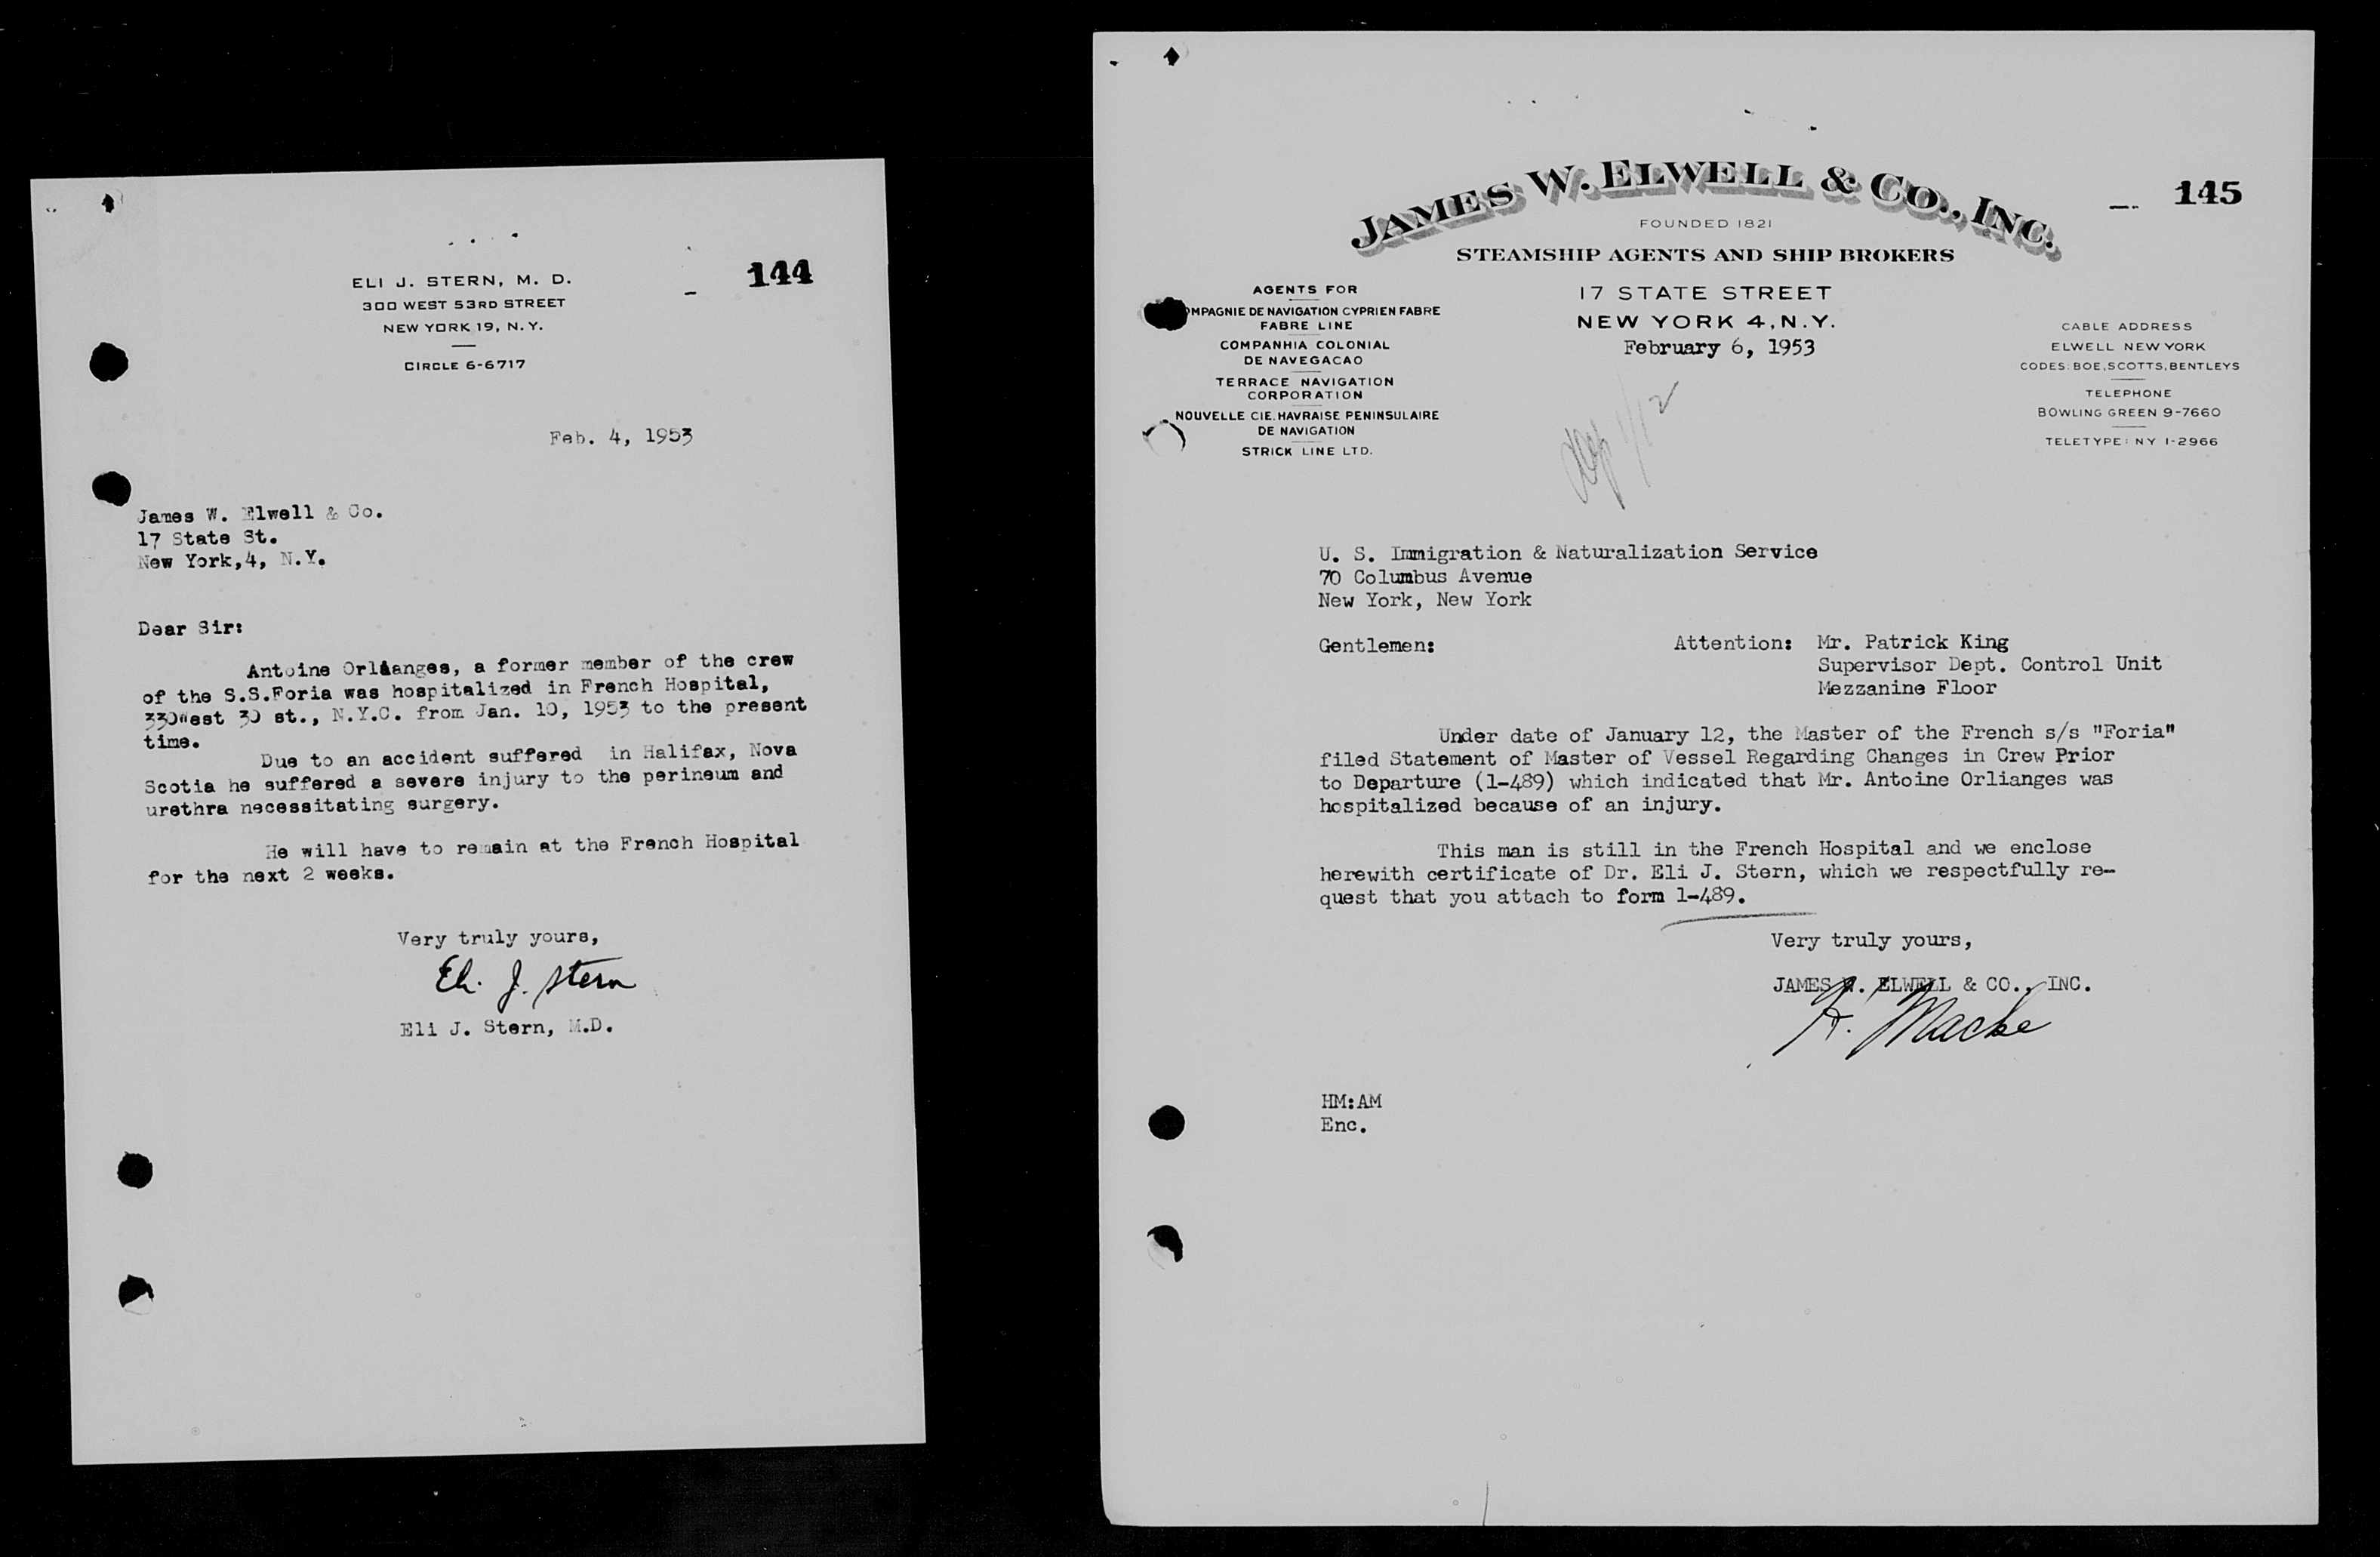 144
ELI J. STERN, M. D.
300 WEST 53RD STREET
NEW YORK 19, N. Y.
CIRCLE 6-6717
Feb. 4, 1953
James W. Elwell & Co.
17 State St.
New York,4, N.Y.
Dear Sir:
Antoine Orlianges, a former member of the crew
of the S.S.Foria was hospitalized in French Hospital,
330West 30 st., N.Y.C. from Jan. 10, 1953 to the present
time.
Due to an accident suffered in Halifax, Nova
Scotia he suffered a severe injury to the perineum and
urethra necessitating surgery.
He will have to remain at the French Hospital
for the next 2 weeks.
Very truly yours,
Eli J. Stern
Eli J. Stern, M.D.
JAMES W. ELWELL & CO., INC.
145
FOUNDED 1821
STEAMSHIP AGENTS AND SHIP BROKERS
17 STATE STREET
NEW YORK 4, N.Y.
February 6, 1953
AGENTS FOR
OMPAGNIE DE NAVIGATION CYPRIEN FABRE
FABRE LINE
COMPANHIA COLONIAL
DE NAVEGACAO
TERRACE NAVIGATION
CORPORATION
NOUVELLE CIE. HAVRAISE PENINSULAIRE
DE NAVIGATION
STRICK LINE LTD.
CABLE ADDRESS
ELWELL NEW YORK
CODES: BOE, SCOTTS, BENTLEYS
TELEPHONE
BOWLING GREEN 9-7660
TELETYPE: NY 1-2966
1/12
U. S. Immigration & Naturalization Service
70 Columbus Avenue
New York, New York
Gentlemen: Attention: Mr. Patrick King
Supervisor Dept. Control Unit
Mezzanine Floor
Under date of January 12, the Master of the French s/s "Foria"
filed Statement of Master of Vessel Regarding Changes in Crew Prior
to Departure (1-489) which indicated that Mr. Antoine Orlianges was
hospitalized because of an injury.
This man is still in the French Hospital and we enclose
herewith certificate of Dr. Eli J. Stern, which we respectfully re-
quest that you attach to form 1-489.
Very truly yours,
JAMES W. ELWELL & CO., INC.
H. Macke
HM:AM
Enc.